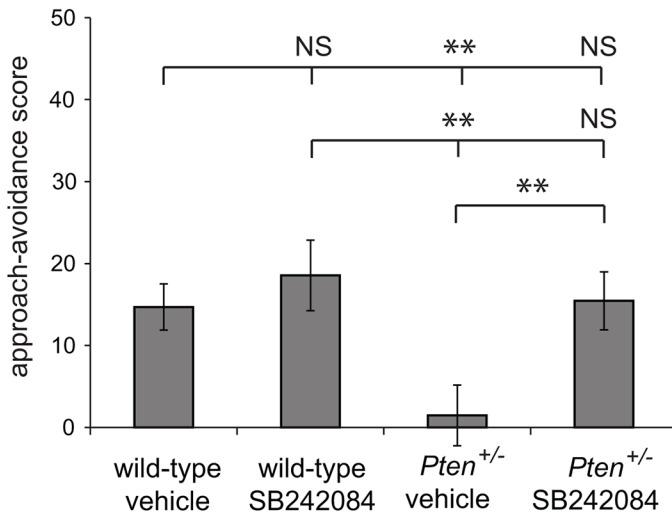 50
NS ** NS
40
** NS
30
**
20
10
0
approach-avoidance score
wild-type vehicle
wild-type SB242084
Pten+/- vehicle
Pten+/- SB242084